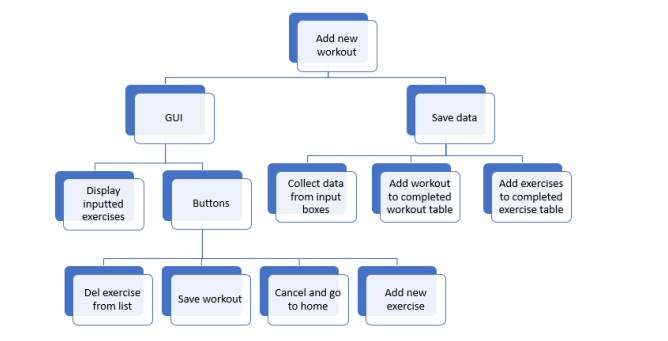 Add new
workout
GUI
Save data
Display
inputted
exercises
Buttons
Collect data
from input
boxes
Add workout
to completed
workout table
Add exercises
to completed
exercise table
Del exercise
from list
Save workout
Cancel and go
to home
Add new
exercise